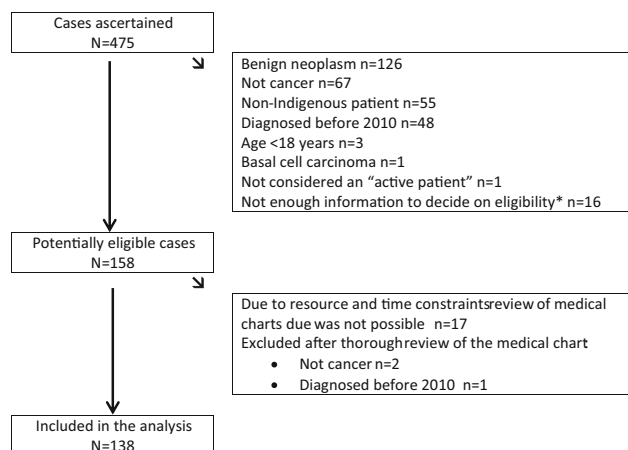 Cases ascertained
N=475
Benign neoplasm n=126
Not cancer n=67
Non-Indigenous patient n=55
Diagnosed before 2010 n=48
Age <18 years n=3
Basal cell carcinoma n=1
Not considered an “active patient” n=1
Not enough information to decide on eligibility* n=16
Potentially eligible cases
N=158
Due to resource and time constraintsreview of medical
charts due was not possible n=17
Excluded after thoroughreview of the medical chart:
• Not cancer n=2
• Diagnosed before 2010 n=1
Included in the analysis
N=138